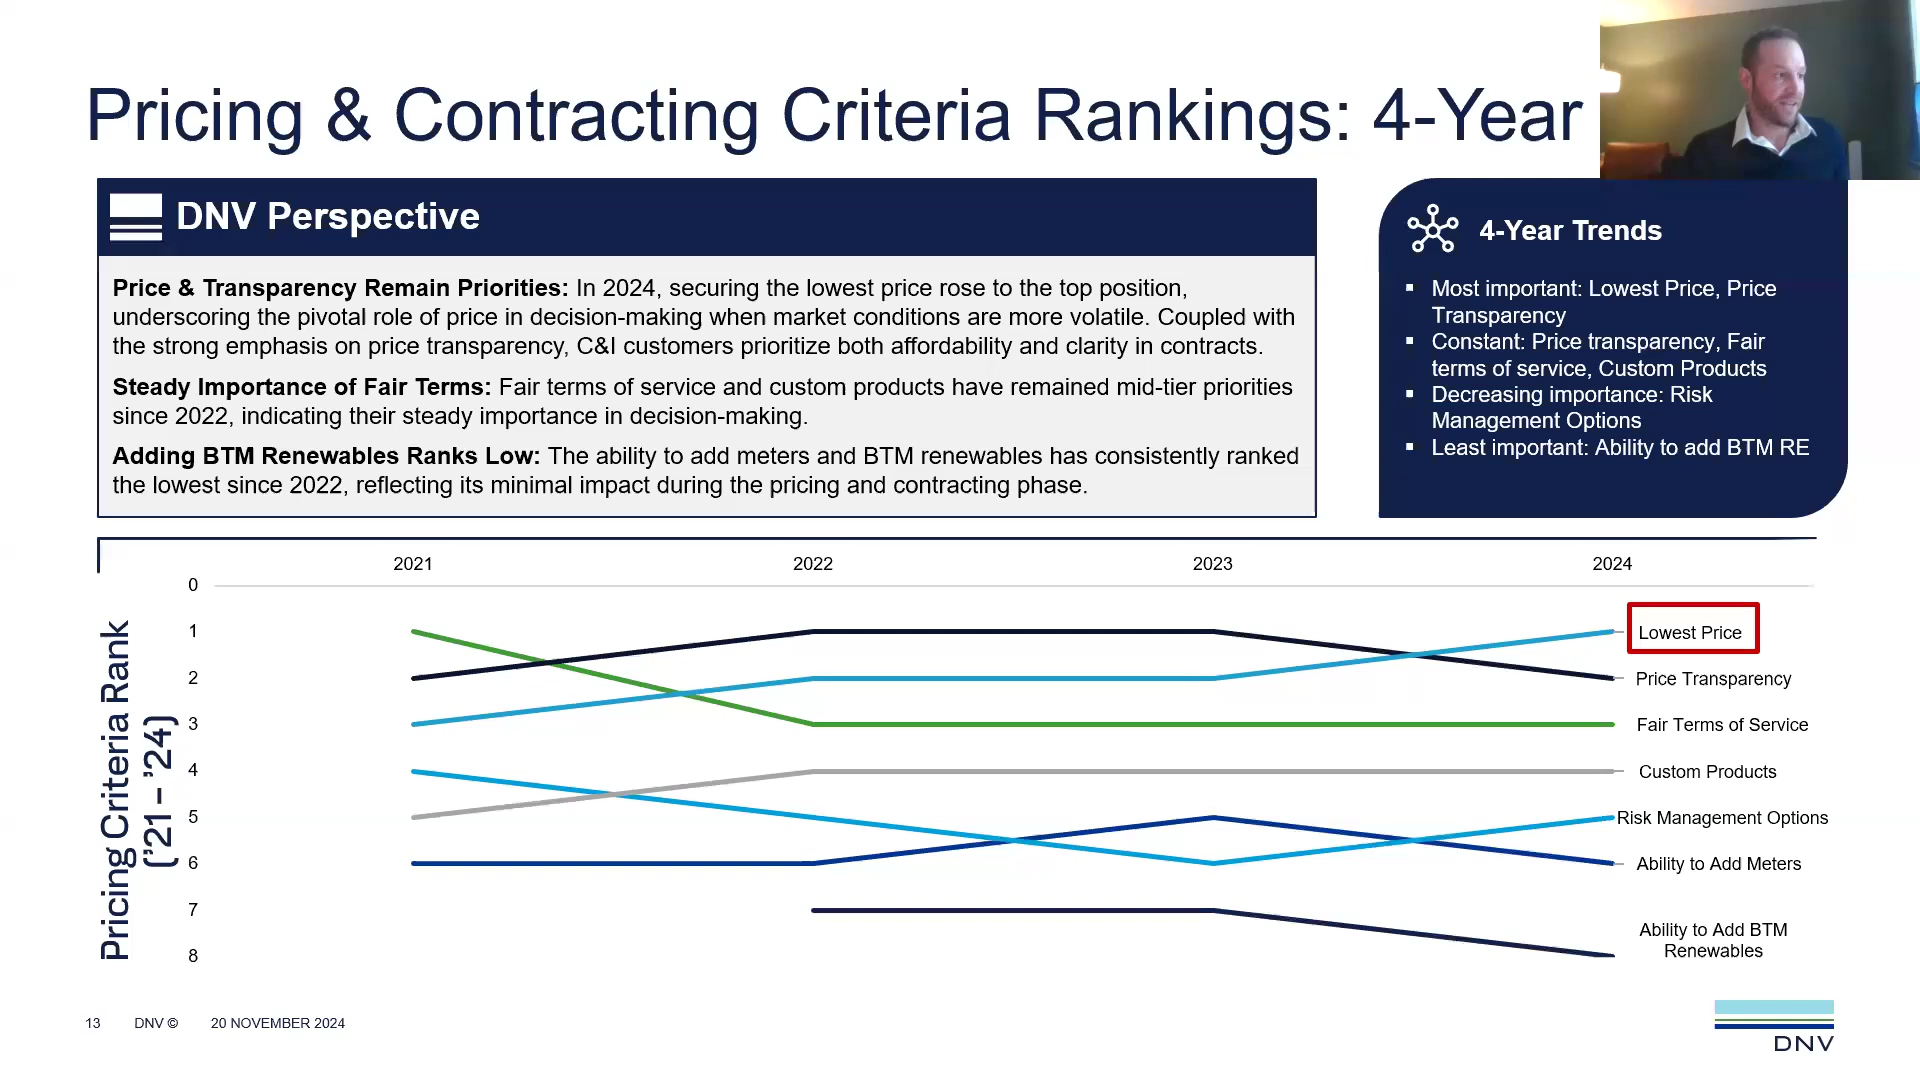 Pricing & Contracting Criteria Rankings: 4-Year
DNV Perspective
Price & Transparency Remain Priorities: In 2024, securing the lowest price rose to the top position,
underscoring the pivotal role of price in decision-making when market conditions are more volatile. Coupled with
the strong emphasis on price transparency, C&I customers prioritize both affordability and clarity in contracts.
Steady Importance of Fair Terms: Fair terms of service and custom products have remained mid-tier priorities
since 2022, indicating their steady importance in decision-making.
Adding BTM Renewables Ranks Low: The ability to add meters and BTM renewables has consistently ranked
the lowest since 2022, reflecting its minimal impact during the pricing and contracting phase.
4-Year Trends
▪ Most important: Lowest Price, Price
Transparency
▪ Constant: Price transparency, Fair
terms of service, Custom Products
▪ Decreasing importance: Risk
Management Options
▪ Least important: Ability to add BTM RE
2021 2022 2023 2024
Pricing Criteria Rank
('21 – '24)
0
1
2
3
4
5
6
7
8
Lowest Price
Price Transparency
Fair Terms of Service
Custom Products
Risk Management Options
Ability to Add Meters
Ability to Add BTM
Renewables
13 DNV © 20 NOVEMBER 2024
DNV